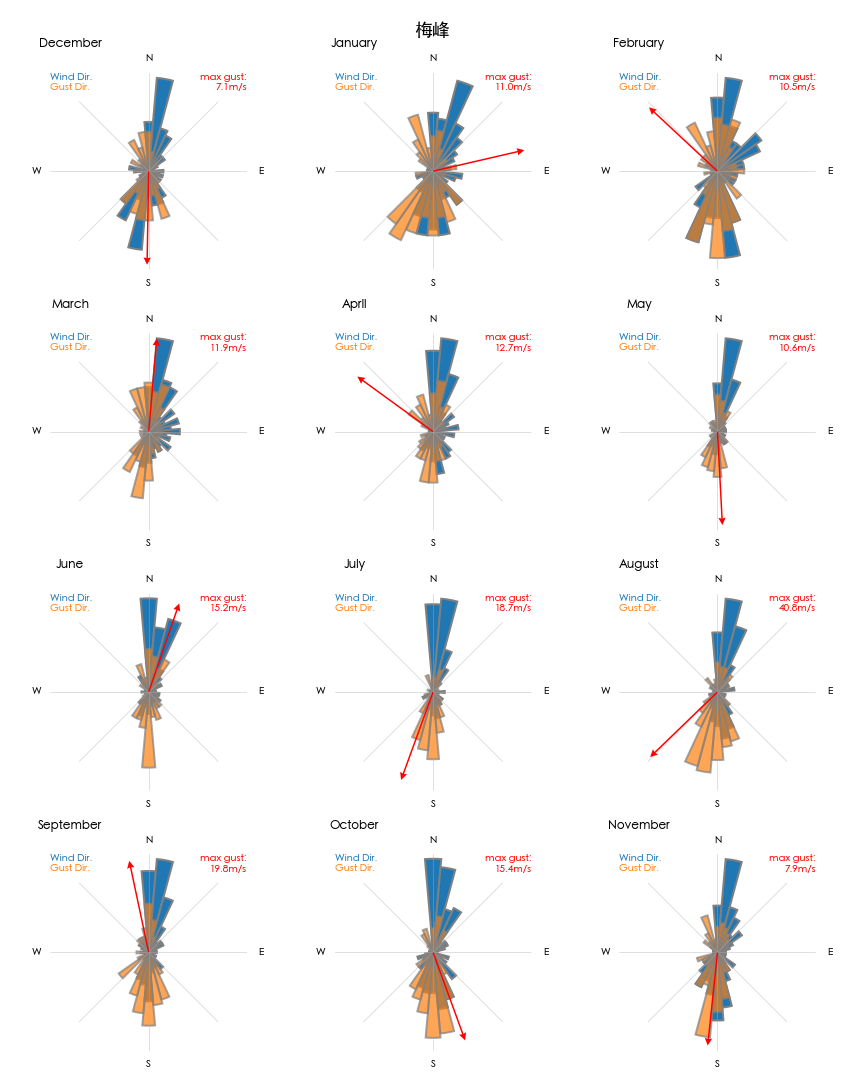 梅峰
December
N
Wind Dir.
Gust Dir.
max gust:
7.1m/s
W
E
S
January
N
Wind Dir.
Gust Dir.
max gust:
11.0m/s
W
E
S
February
N
Wind Dir.
Gust Dir.
max gust:
10.5m/s
W
E
S
March
N
Wind Dir.
Gust Dir.
max gust:
11.9m/s
W
E
S
April
N
Wind Dir.
Gust Dir.
max gust:
12.7m/s
W
E
S
May
N
Wind Dir.
Gust Dir.
max gust:
10.6m/s
W
E
S
June
N
Wind Dir.
Gust Dir.
max gust:
15.2m/s
W
E
S
July
N
Wind Dir.
Gust Dir.
max gust:
18.7m/s
W
E
S
August
N
Wind Dir.
Gust Dir.
max gust:
40.8m/s
W
E
S
September
N
Wind Dir.
Gust Dir.
max gust:
19.8m/s
W
E
S
October
N
Wind Dir.
Gust Dir.
max gust:
15.4m/s
W
E
S
November
N
Wind Dir.
Gust Dir.
max gust:
7.9m/s
W
E
S